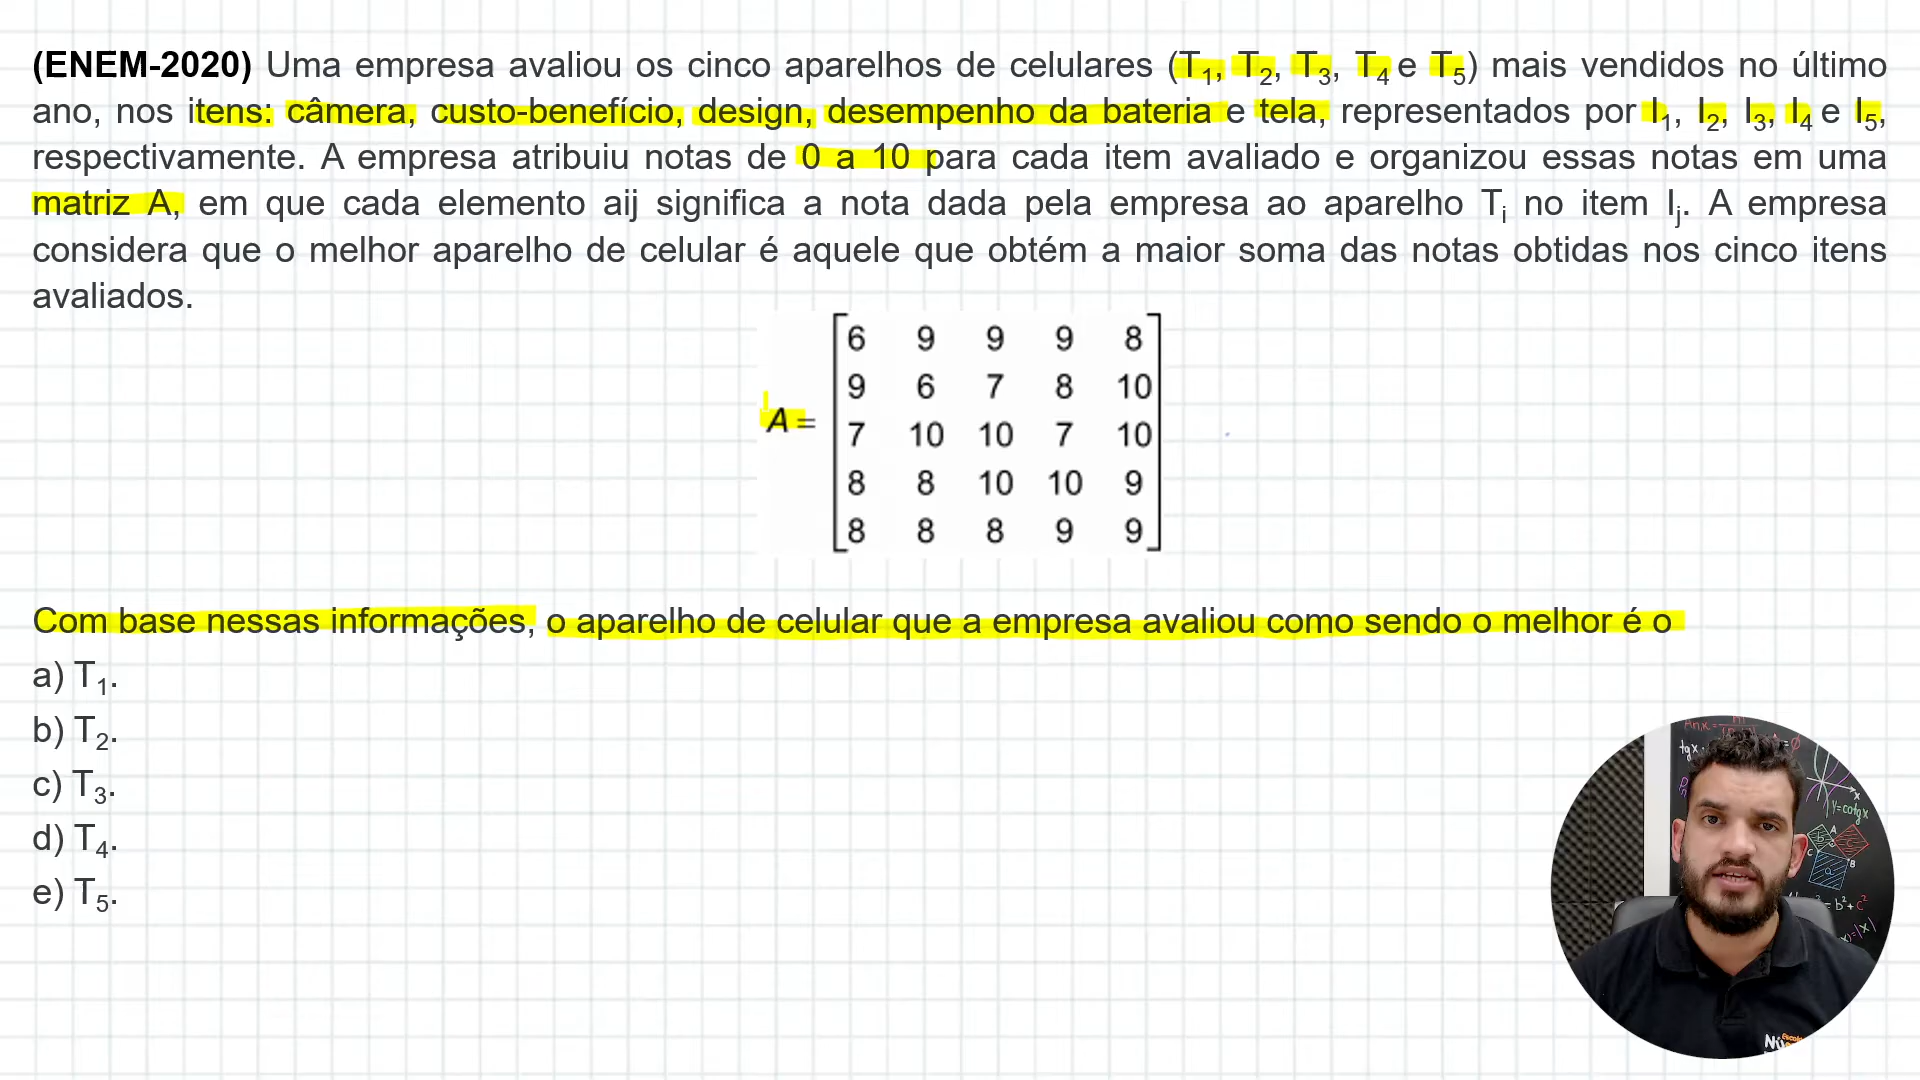 (ENEM-2020) Uma empresa avaliou os cinco aparelhos de celulares (T₁, T₂, T₃, T₄ e T₅) mais vendidos no último
ano, nos itens: câmera, custo-benefício, design, desempenho da bateria e tela, representados por I₁, I₂, I₃, I₄ e I₅,
respectivamente. A empresa atribuiu notas de 0 a 10 para cada item avaliado e organizou essas notas em uma
matriz A, em que cada elemento aij significa a nota dada pela empresa ao aparelho Tᵢ no item Iⱼ. A empresa
considera que o melhor aparelho de celular é aquele que obtém a maior soma das notas obtidas nos cinco itens
avaliados.
6 9 9 9 8
9 6 7 8 10
A =
7 10 10 7 10
8 8 10 10 9
8 8 8 9 9
Com base nessas informações, o aparelho de celular que a empresa avaliou como sendo o melhor é o
a) T₁.
b) T₂.
c) T₃.
d) T₄.
e) T₅.
tgx
y=cotgx
A
b
C
B
a
= b² + c²
Escola